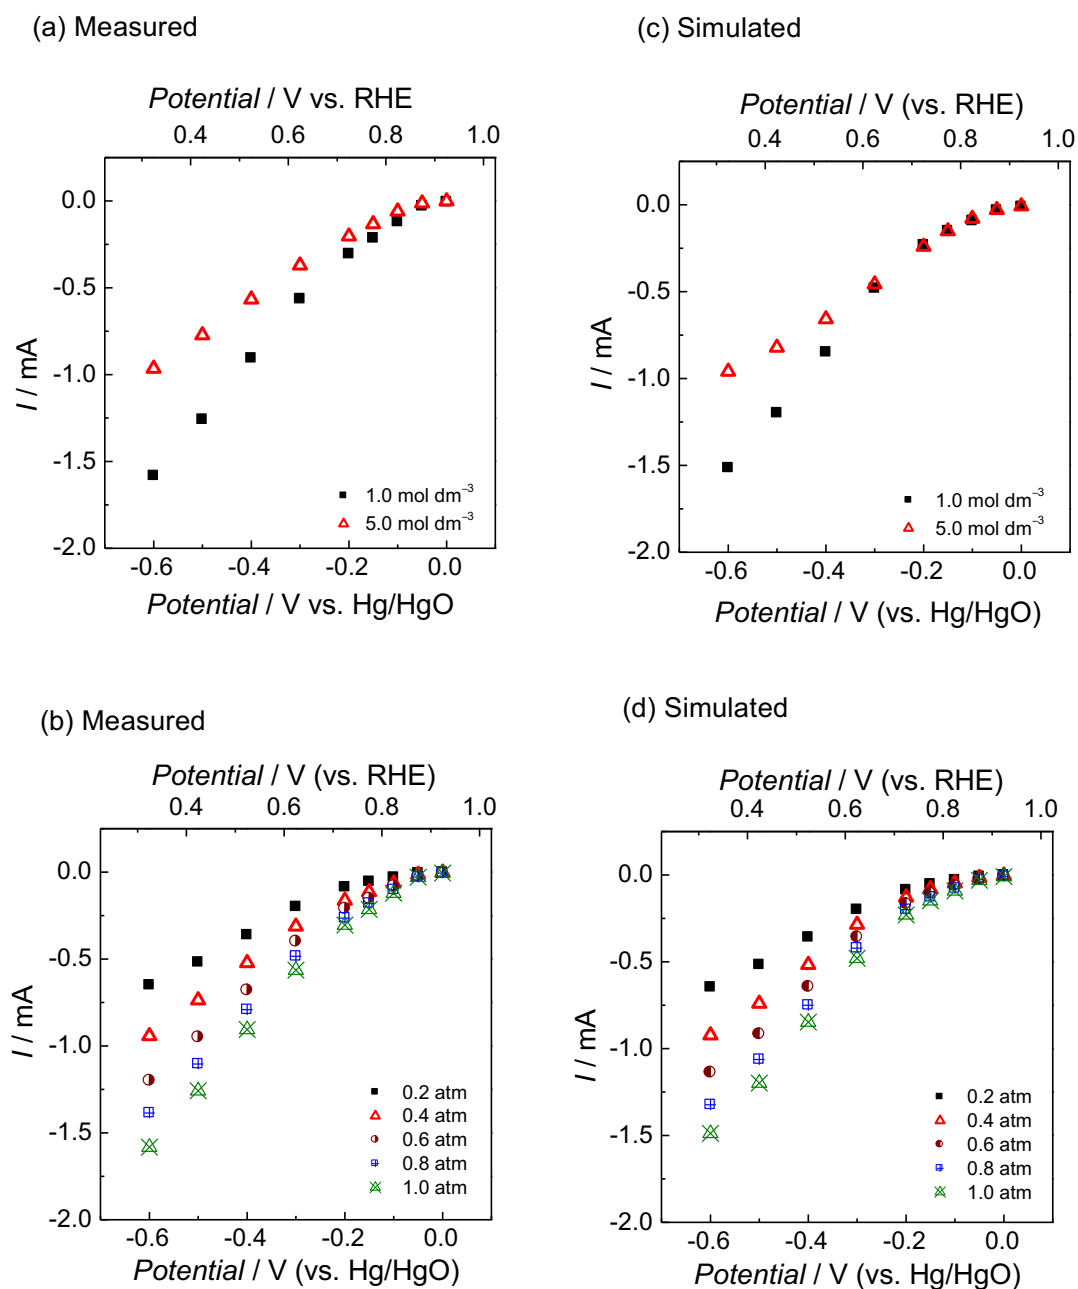 (a) Measured
Potential / V vs. RHE
0.4 0.6 0.8 1.0
0.0
-0.5
-1.0
-1.5
-2.0
I / mA
1.0 mol dm⁻³
5.0 mol dm⁻³
-0.6 -0.4 -0.2 0.0
Potential / V vs. Hg/HgO
(c) Simulated
Potential / V (vs. RHE)
0.4 0.6 0.8 1.0
0.0
-0.5
-1.0
-1.5
-2.0
I / mA
1.0 mol dm⁻³
5.0 mol dm⁻³
-0.6 -0.4 -0.2 0.0
Potential / V (vs. Hg/HgO)
(b) Measured
Potential / V (vs. RHE)
0.4 0.6 0.8 1.0
0.0
-0.5
-1.0
-1.5
-2.0
I / mA
0.2 atm
0.4 atm
0.6 atm
0.8 atm
1.0 atm
-0.6 -0.4 -0.2 0.0
Potential / V (vs. Hg/HgO)
(d) Simulated
Potential / V (vs. RHE)
0.4 0.6 0.8 1.0
0.0
-0.5
-1.0
-1.5
-2.0
I / mA
0.2 atm
0.4 atm
0.6 atm
0.8 atm
1.0 atm
-0.6 -0.4 -0.2 0.0
Potential / V (vs. Hg/HgO)